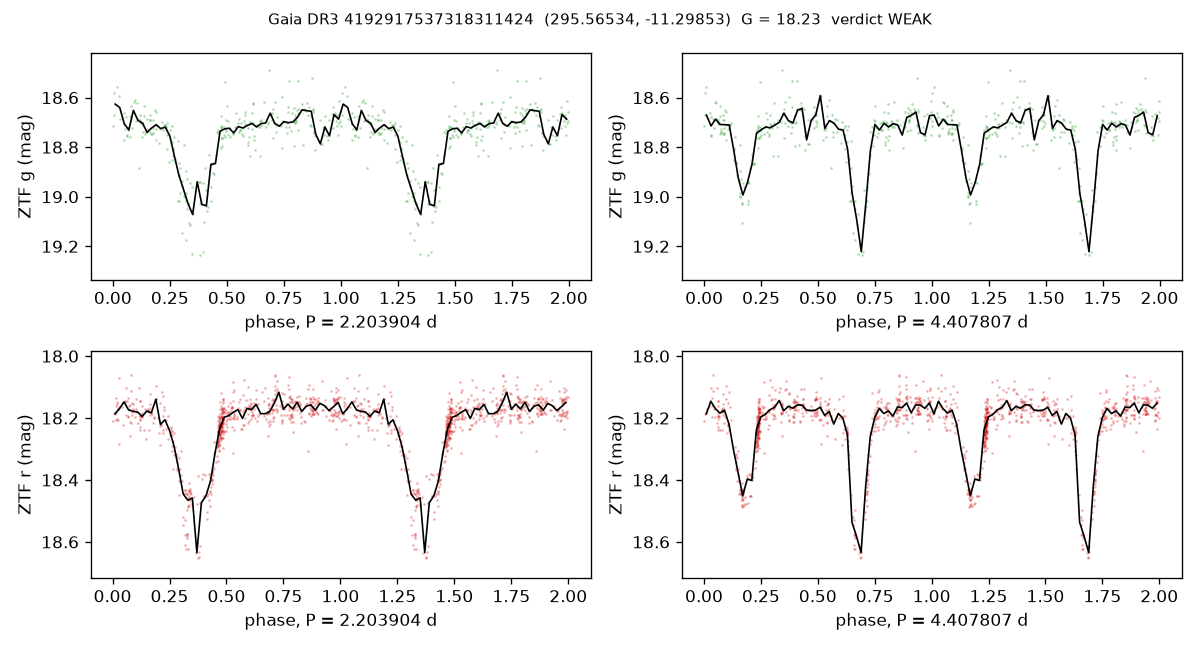 Gaia DR3 4192917537318311424 (295.56534, -11.29853) G = 18.23 verdict WEAK
ZTF g (mag)
18.6
18.8
19.0
19.2
0.00 0.25 0.50 0.75 1.00 1.25 1.50 1.75 2.00
phase, P = 2.203904 d
ZTF g (mag)
18.6
18.8
19.0
19.2
0.00 0.25 0.50 0.75 1.00 1.25 1.50 1.75 2.00
phase, P = 4.407807 d
ZTF r (mag)
18.0
18.2
18.4
18.6
0.00 0.25 0.50 0.75 1.00 1.25 1.50 1.75 2.00
phase, P = 2.203904 d
ZTF r (mag)
18.0
18.2
18.4
18.6
0.00 0.25 0.50 0.75 1.00 1.25 1.50 1.75 2.00
phase, P = 4.407807 d